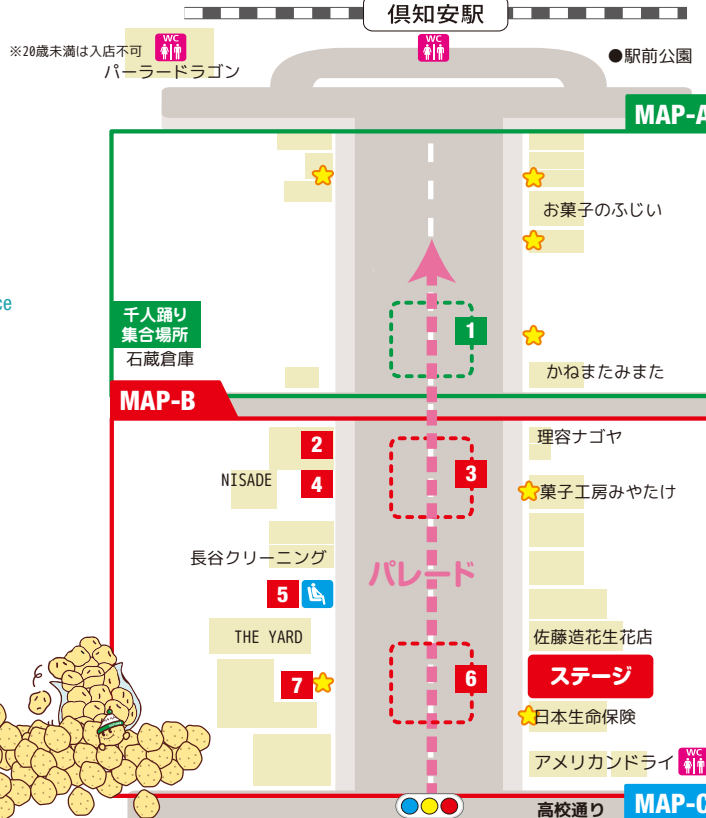 倶知安駅
※20歳未満は入店不可
WC
パーラードラゴン
WC
●駅前公園
MAP-A
お菓子のふじい
ce
千人踊り
集合場所
石蔵倉庫
1
かねまたみまた
MAP-B
2
理容ナゴヤ
NISADE
4
3
菓子工房みやたけ
長谷クリーニング
パレード
5
THE YARD
佐藤造花生花店
ステージ
7
6
日本生命保険
アメリカンドライ
WC
高校通り
MAP-C